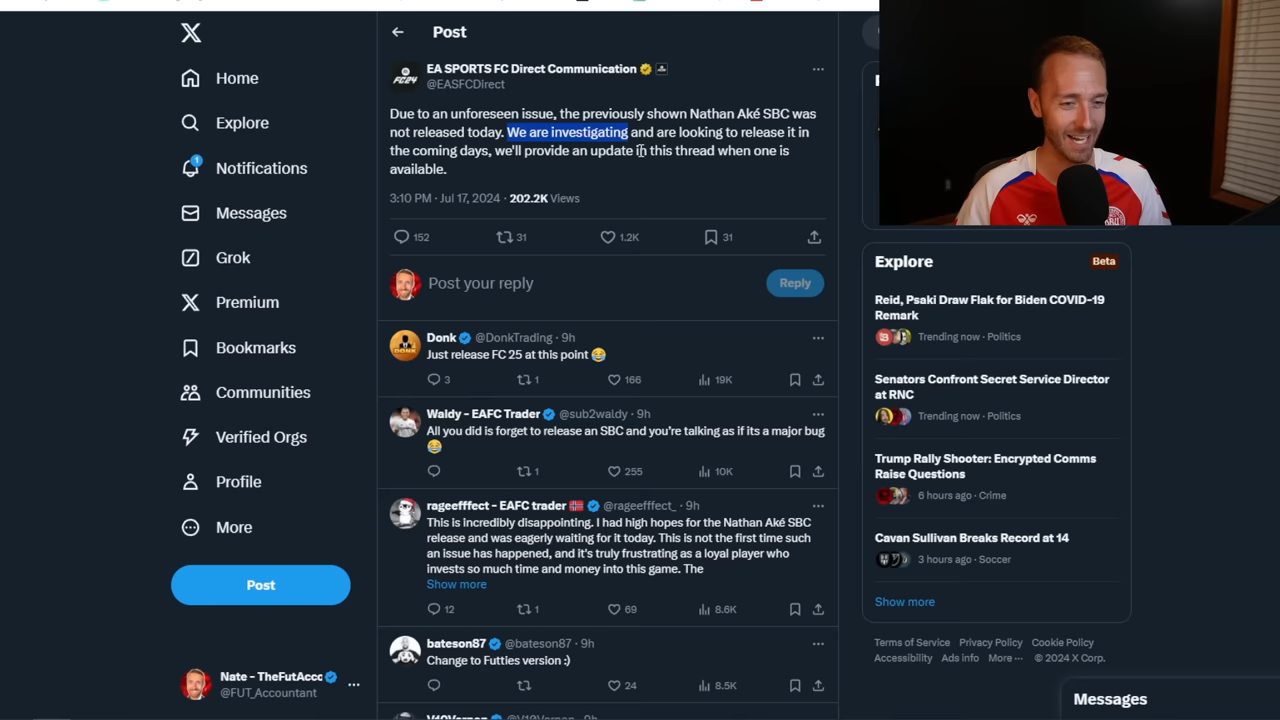 Home
Explore
Notifications
1
Messages
Grok
Premium
Bookmarks
Communities
Verified Orgs
Profile
More
Post
Nate - TheFutAccc
@FUT_Accountant
Post
FC24
EA SPORTS FC Direct Communication
@EASFCDirect
Due to an unforeseen issue, the previously shown Nathan Aké SBC was
not released today. We are investigating and are looking to release it in
the coming days, we'll provide an update in this thread when one is
available.
3:10 PM · Jul 17, 2024 · 202.2K Views
152 31 1.2K 31
Post your reply
Reply
Donk @DonkTrading · 9h
Just release FC 25 at this point 😂
3 1 166 19K
Waldy - EAFC Trader @sub2waldy · 9h
All you did is forget to release an SBC and you're talking as if its a major bug
😂
1 255 10K
rageefffect - EAFC trader 🇳🇴 @rageefffect_ · 9h
This is incredibly disappointing. I had high hopes for the Nathan Aké SBC
release and was eagerly waiting for it today. This is not the first time such
an issue has happened, and it's truly frustrating as a loyal player who
invests so much time and money into this game. The
Show more
12 1 69 8.6K
bateson87 @bateson87 · 9h
Change to Futties version :)
24 8.5K
Explore
Beta
Reid, Psaki Draw Flak for Biden COVID-19
Remark
Trending now · Politics
Senators Confront Secret Service Director
at RNC
Trending now · Politics
Trump Rally Shooter: Encrypted Comms
Raise Questions
6 hours ago · Crime
Cavan Sullivan Breaks Record at 14
3 hours ago · Soccer
Show more
Terms of Service Privacy Policy Cookie Policy
Accessibility Ads info More ··· © 2024 X Corp.
Messages